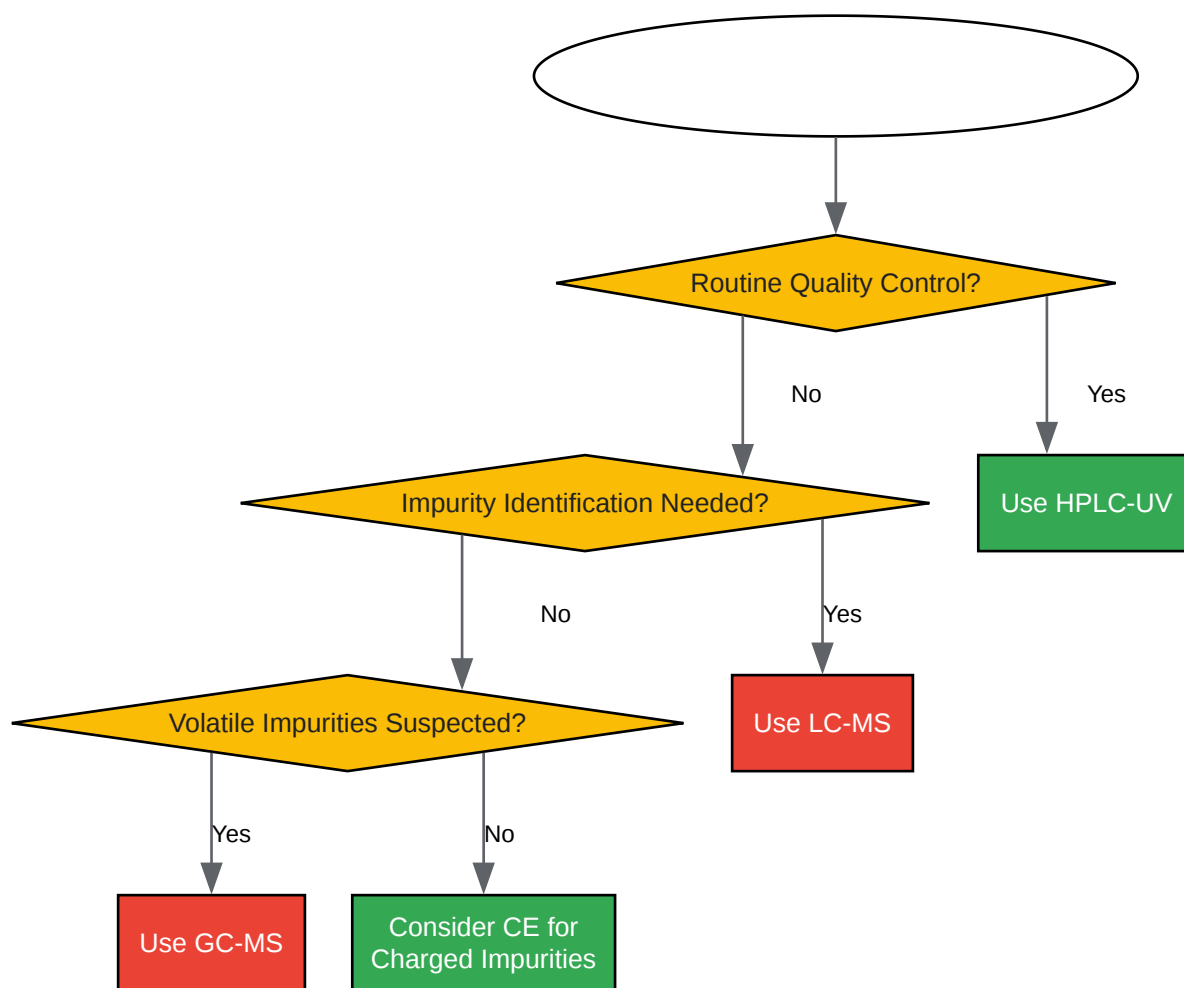 Routine Quality Control?
No
Yes
Impurity Identification Needed?
Use HPLC-UV
No
Yes
Volatile Impurities Suspected?
Use LC-MS
Yes
No
Use GC-MS
Consider CE for
Charged Impurities